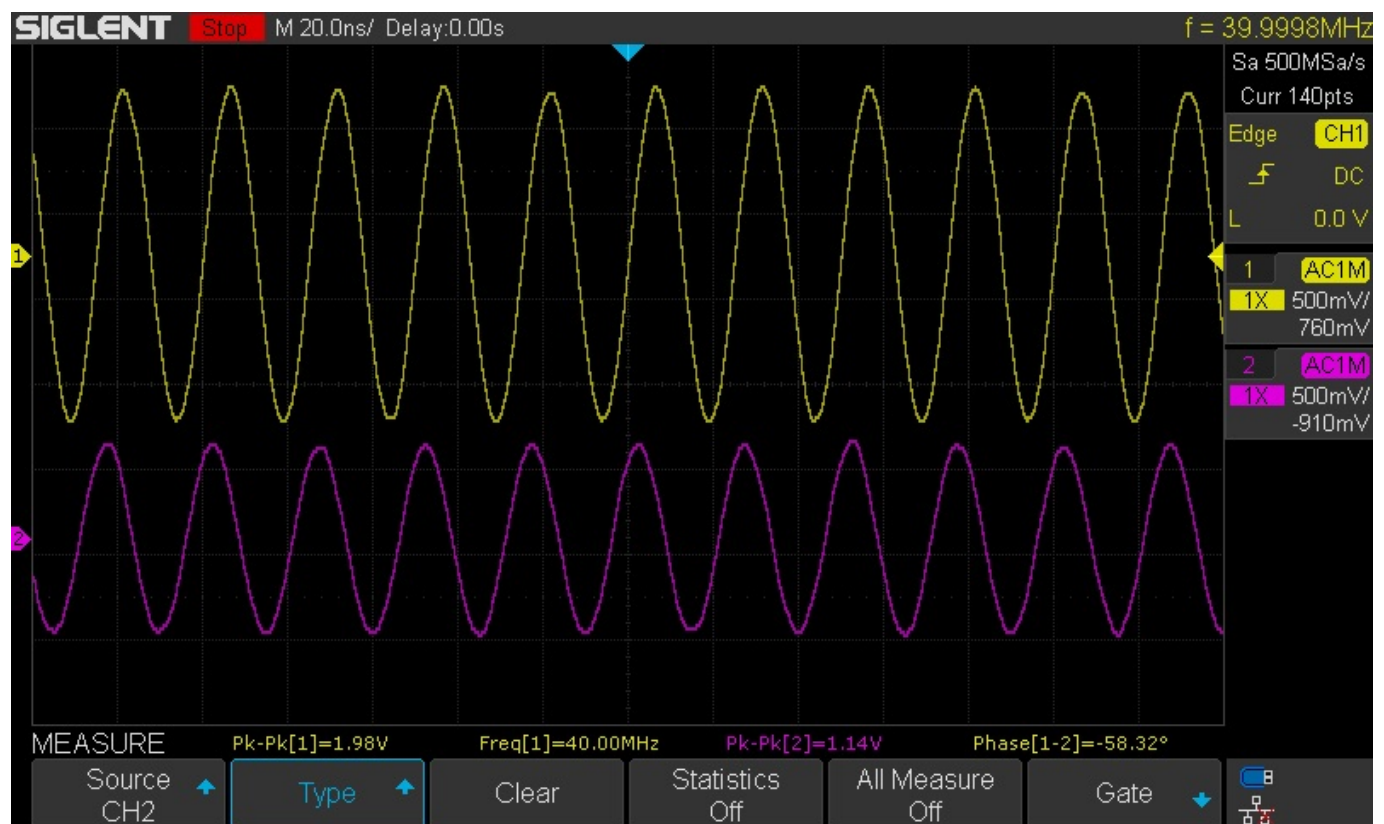 SIGLENT Stop M 20.0ns/ Delay:0.00s f = 39.9998MHz
Sa 500MSa/s
Curr 140pts
Edge CH1
DC
L 0.0 V
1
1 AC1M
1X 500mV/
760mV
2 AC1M
1X 500mV/
-910mV
2
MEASURE Pk-Pk[1]=1.98V Freq[1]=40.00MHz Pk-Pk[2]=1.14V Phase[1-2]=-58.32°
Source Type Clear Statistics All Measure Gate
CH2 Off Off